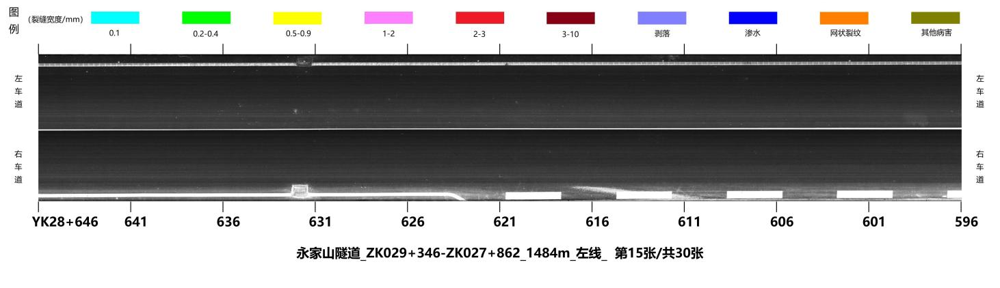 图例
(裂缝宽度/mm)
0.1 0.2-0.4 0.5-0.9 1-2 2-3 3-10 剥落 渗水 网状裂纹 其他病害
左车道 左车道
右车道 右车道
YK28+646 641 636 631 626 621 616 611 606 601 596
永家山隧道_ZK029+346-ZK027+862_1484m_左线_ 第15张/共30张